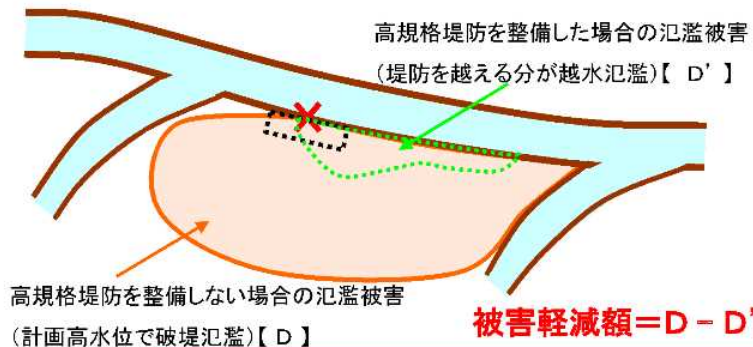 高規格堤防を整備した場合の氾濫被害
(堤防を越える分が越水氾濫)【 D' 】
高規格堤防を整備しない場合の氾濫被害
(計画高水位で破堤氾濫)【 D 】
被害軽減額=D-D'